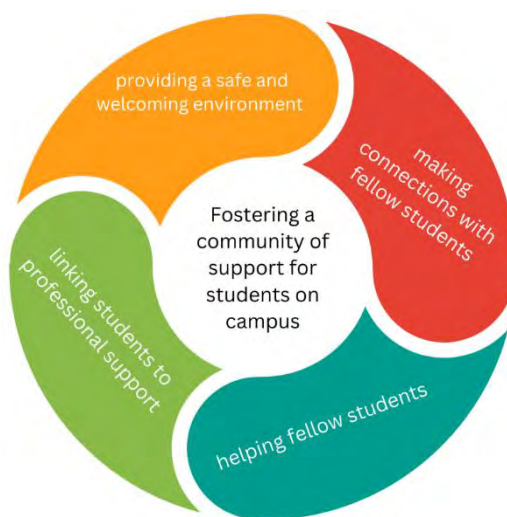 providing a safe and
welcoming environment
making
connections with
fellow students
Fostering a
community of
support for
students on
campus
linking students to
professional support
helping fellow students